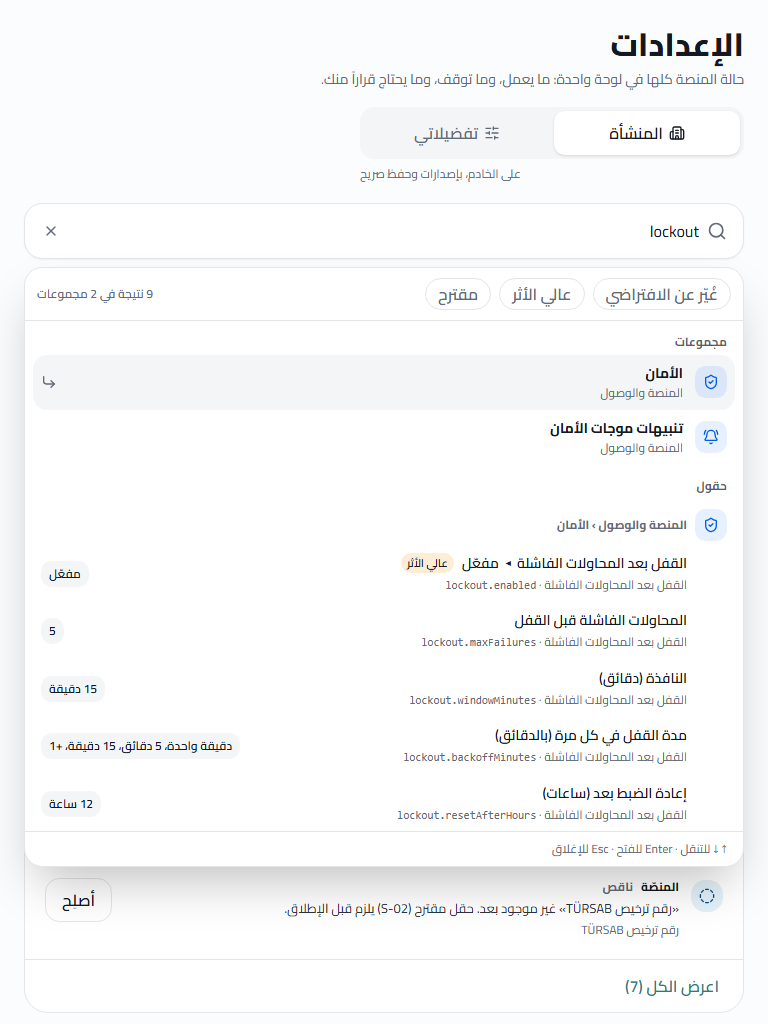 الإعدادات
حالة المنصة كلها في لوحة واحدة: ما يعمل، وما توقف، وما يحتاج قراراً منك.
المنشأة
تفضيلاتي
على الخادم، بإصدارات وحفظ صريح
lockout
غُيّر عن الافتراضي
عالي الأثر
مقترح
9 نتيجة في 2 مجموعات
مجموعات
الأمان
المنصة والوصول
تنبيهات موجات الأمان
المنصة والوصول
حقول
المنصة والوصول › الأمان
القفل بعد المحاولات الفاشلة ◂ مفعّل عالي الأثر
مفعّل
القفل بعد المحاولات الفاشلة · lockout.enabled
المحاولات الفاشلة قبل القفل
5
القفل بعد المحاولات الفاشلة · lockout.maxFailures
النافذة (دقائق)
15 دقيقة
القفل بعد المحاولات الفاشلة · lockout.windowMinutes
مدة القفل في كل مرة (بالدقائق)
دقيقة واحدة، 5 دقائق، 15 دقيقة، +1
القفل بعد المحاولات الفاشلة · lockout.backoffMinutes
إعادة الضبط بعد (ساعات)
12 ساعة
القفل بعد المحاولات الفاشلة · lockout.resetAfterHours
↑↓ للتنقل · Enter للفتح · Esc للإغلاق
المنصّة ناقص
«رقم ترخيص TÜRSAB» غير موجود بعد. حقل مقترح (S-02) يلزم قبل الإطلاق.
رقم ترخيص TÜRSAB
أصلِح
اعرض الكل (7)